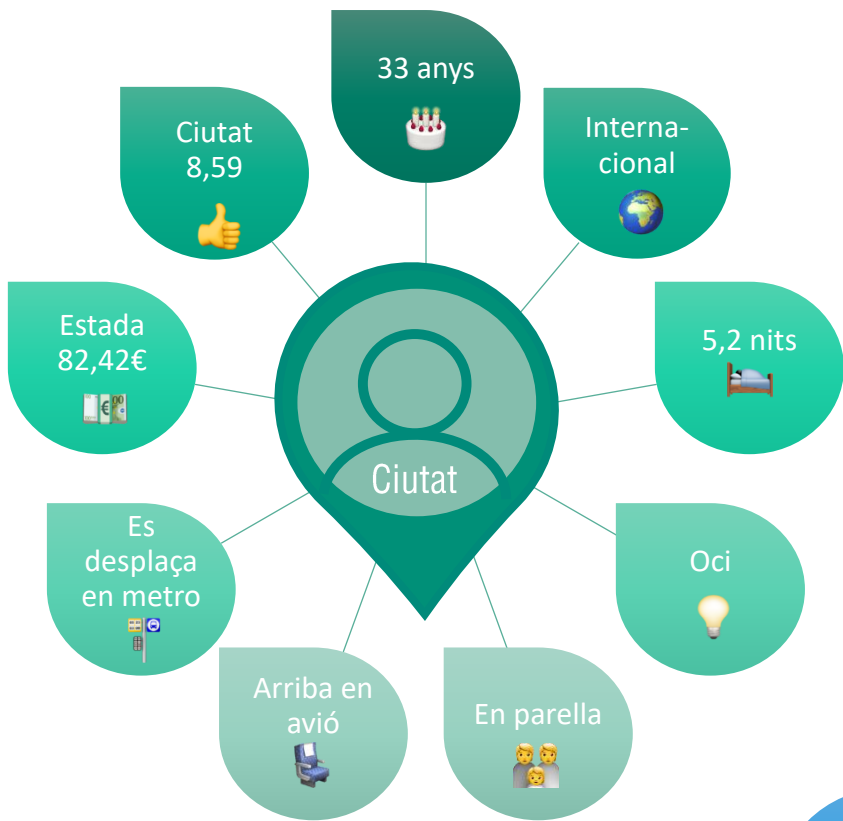 33 anys
Interna-
cional
5,2 nits
Oci
En parella
Arriba en
avió
Es
desplaça
en metro
Estada
82,42€
Ciutat
8,59
Ciutat